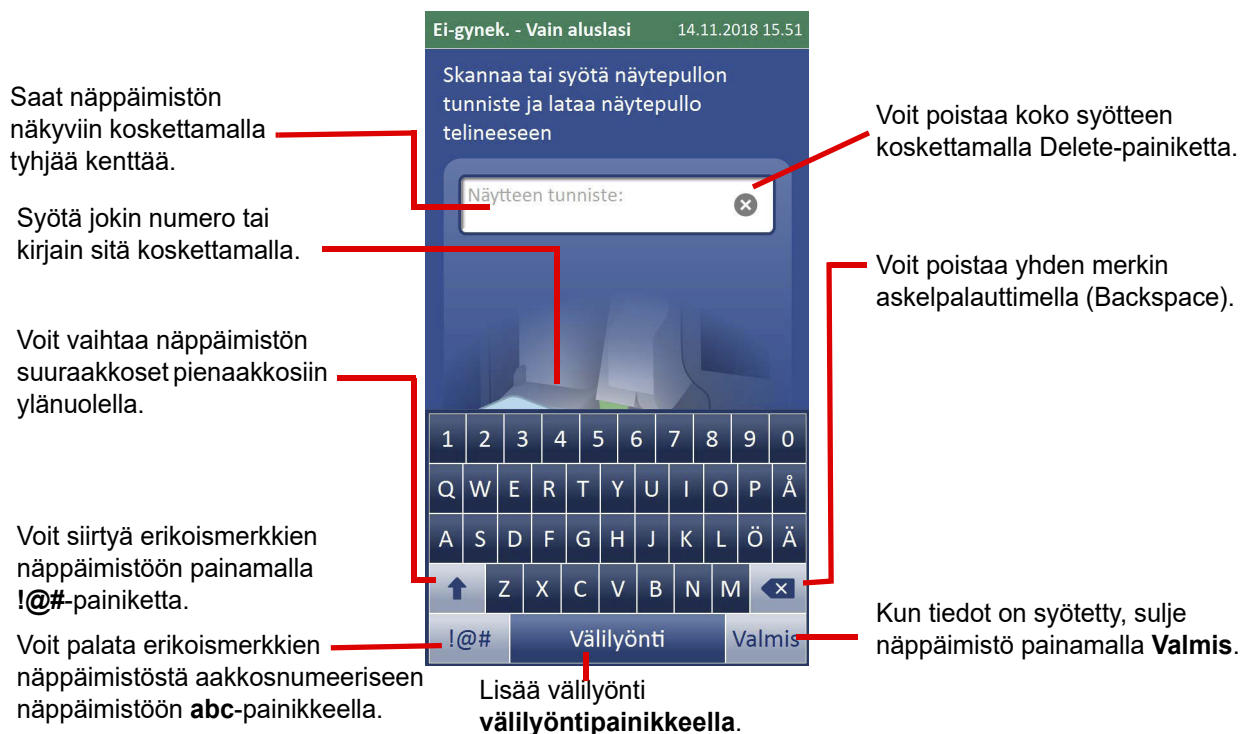 Ei-gynek. - Vain aluslasi 14.11.2018 15.51
Skannaa tai syötä näytepullon
tunniste ja lataa näytepullo
telineeseen
Näytteen tunniste:
Saat näppäimistön
näkyviin koskettamalla
tyhjää kenttää.
Syötä jokin numero tai
kirjain sitä koskettamalla.
Voit vaihtaa näppäimistön
suuraakkoset pienaakkosiin
ylänuolella.
Voit siirtyä erikoismerkkien
näppäimistöön painamalla
!@#-painiketta.
Voit palata erikoismerkkien
näppäimistöstä aakkosnumeeriseen
näppäimistöön abc-painikkeella.
1 2 3 4 5 6 7 8 9 0
Q W E R T Y U I O P Å
A S D F G H J K L Ö Ä
Z X C V B N M
!@# Välilyönti Valmis
Lisää välilyönti
välilyöntipainikkeella.
Voit poistaa koko syötteen
koskettamalla Delete-painiketta.
Voit poistaa yhden merkin
askelpalauttimella (Backspace).
Kun tiedot on syötetty, sulje
näppäimistö painamalla Valmis.